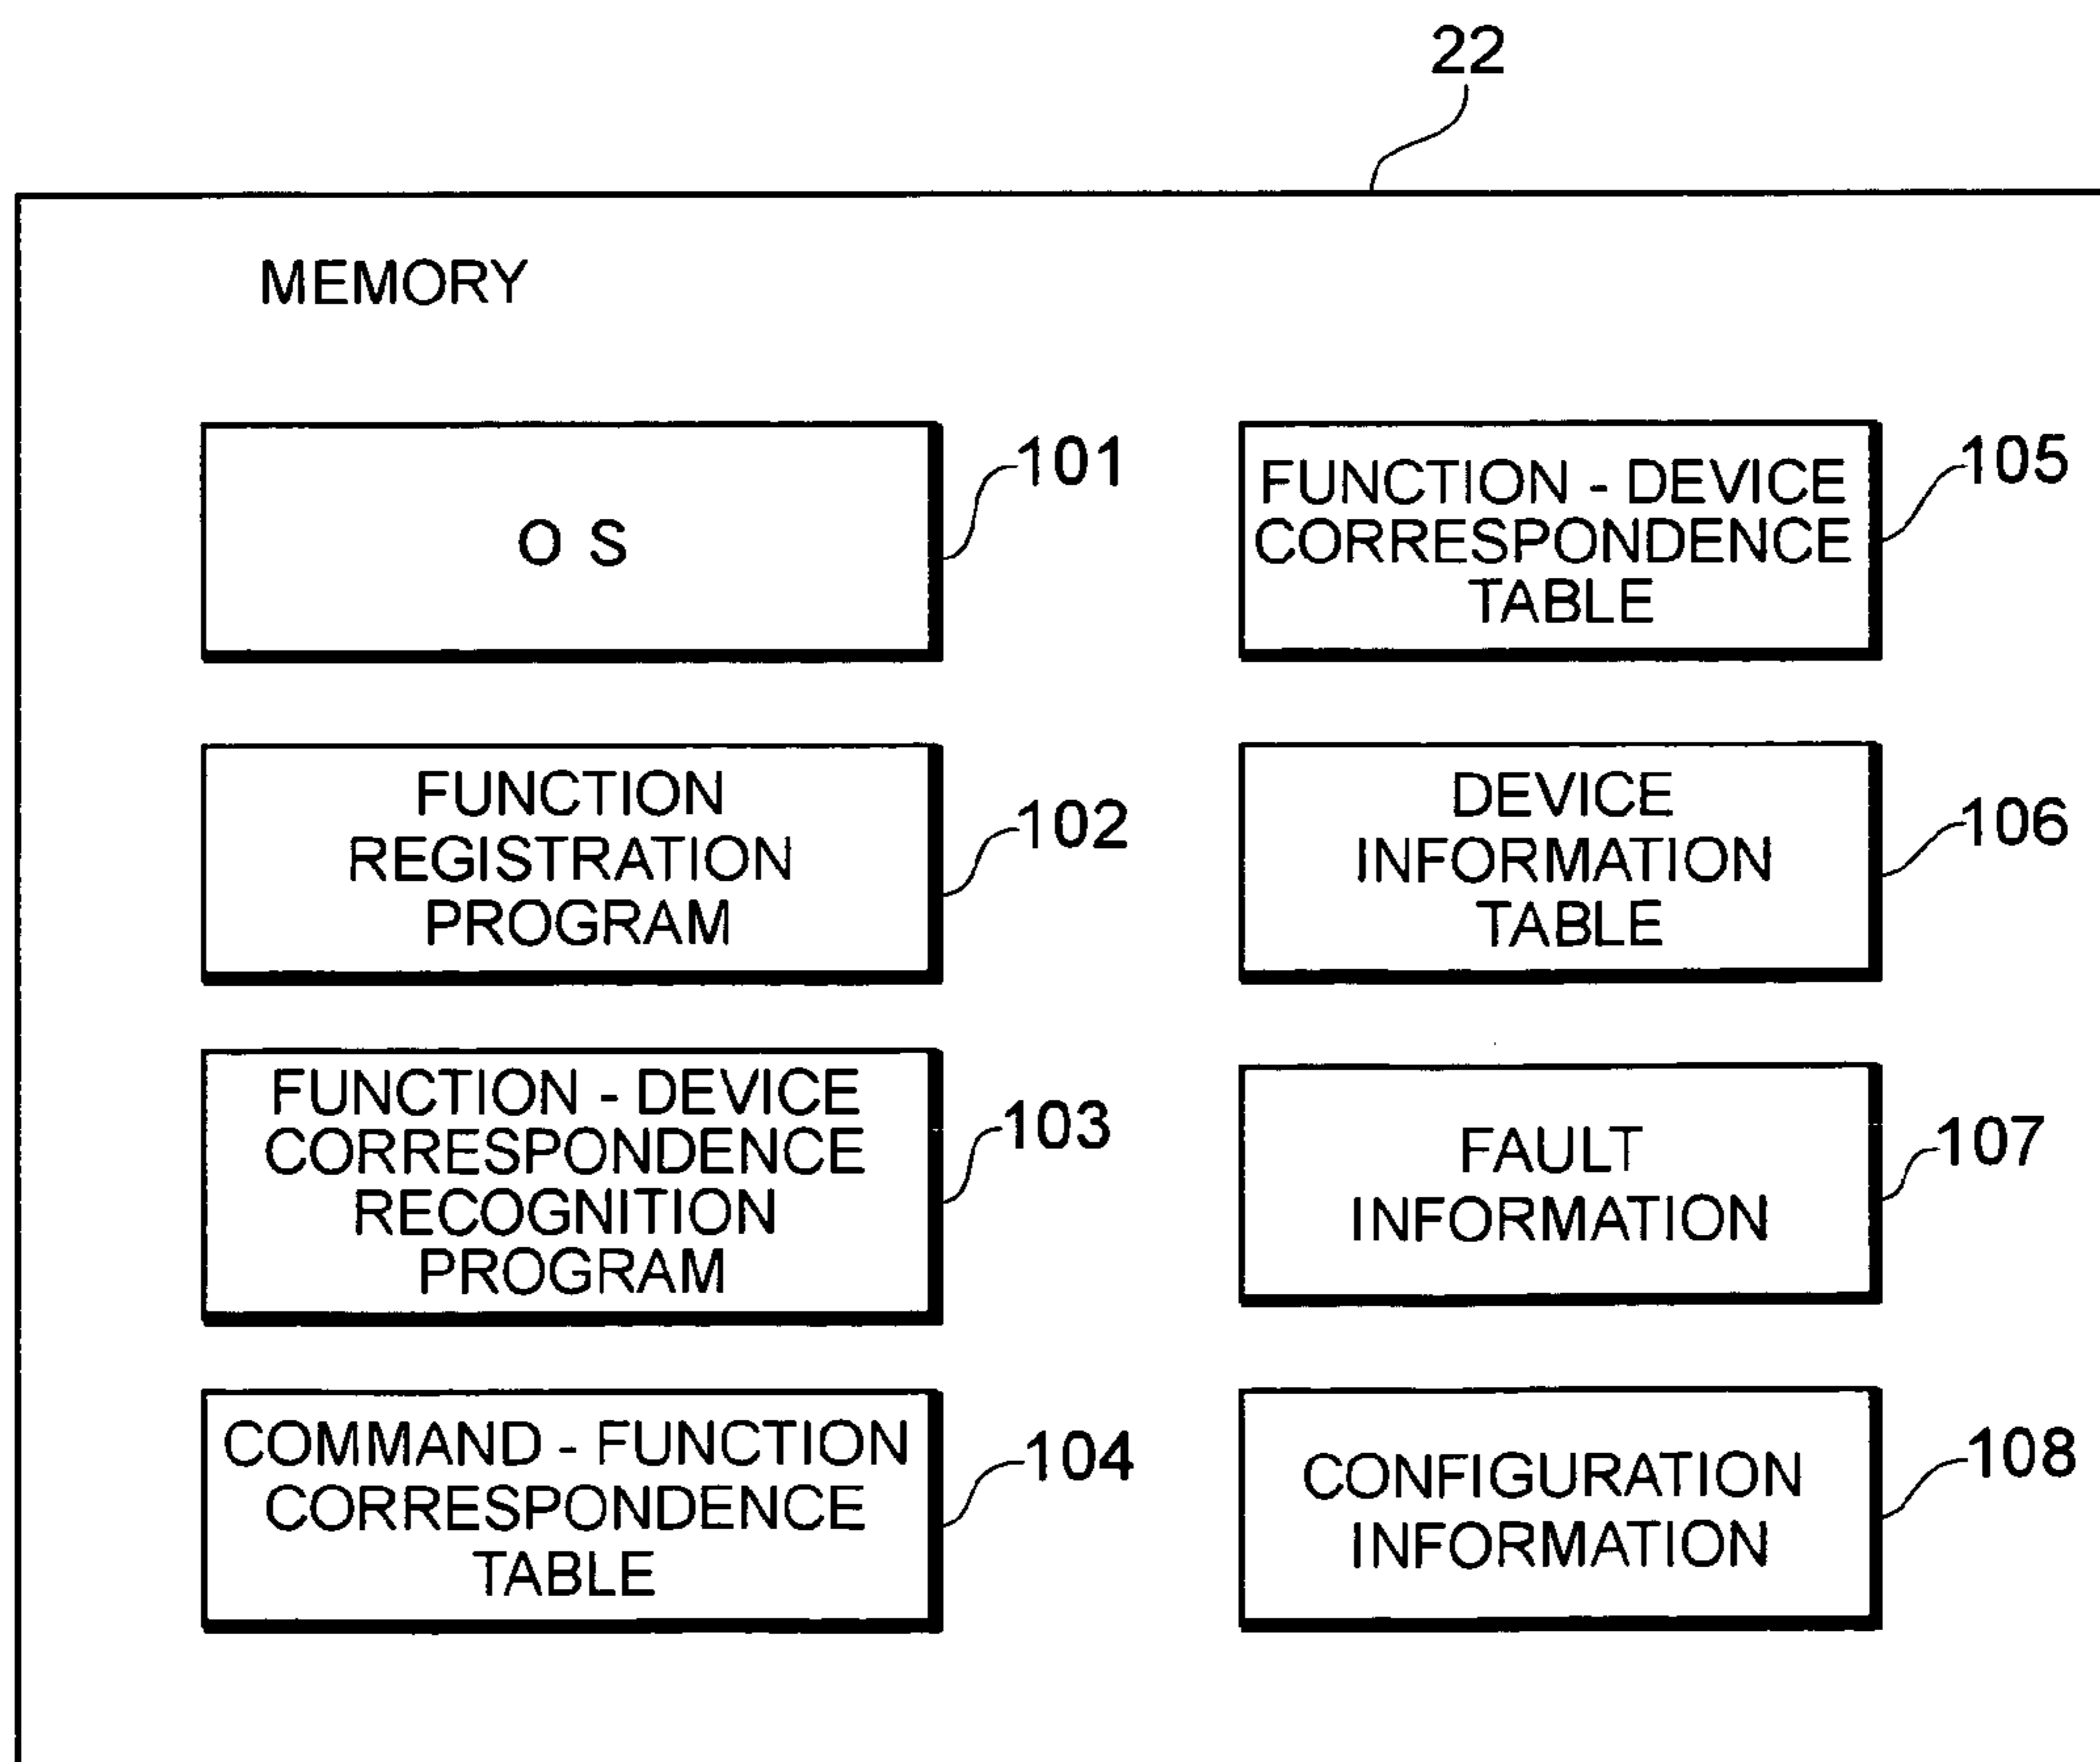 22
MEMORY
O S
101
FUNCTION
REGISTRATION
PROGRAM
102
FUNCTION - DEVICE
CORRESPONDENCE
RECOGNITION
PROGRAM
103
COMMAND - FUNCTION
CORRESPONDENCE
TABLE
104
FUNCTION - DEVICE
CORRESPONDENCE
TABLE
105
DEVICE
INFORMATION
TABLE
106
FAULT
INFORMATION
107
CONFIGURATION
INFORMATION
108